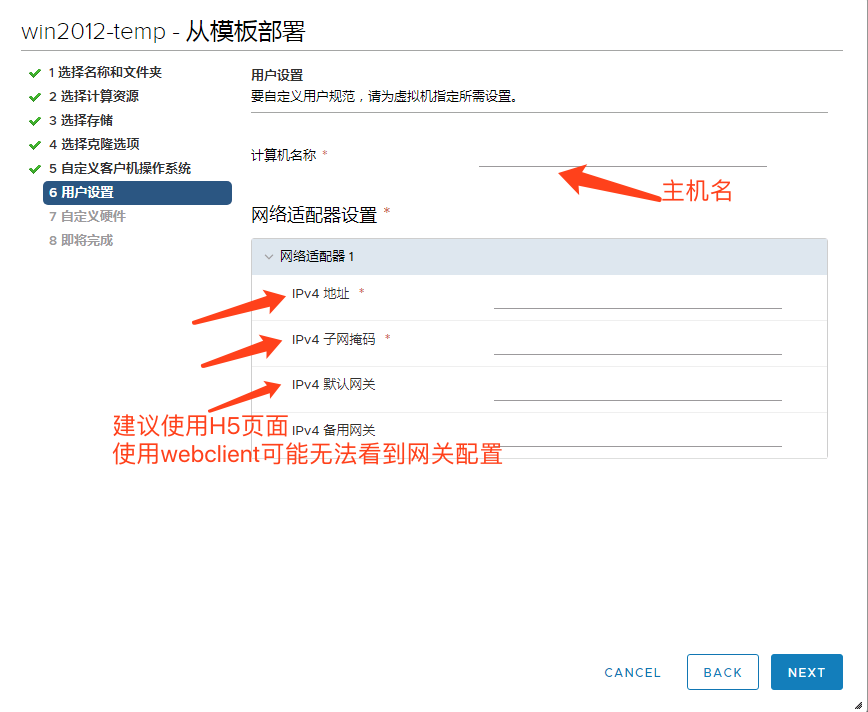 win2012-temp - 从模板部署
1 选择名称和文件夹
2 选择计算资源
3 选择存储
4 选择克隆选项
5 自定义客户机操作系统
6 用户设置
7 自定义硬件
8 即将完成
用户设置
要自定义用户规范，请为虚拟机指定所需设置。
计算机名称 *
主机名
网络适配器设置 *
网络适配器 1
IPv4 地址 *
IPv4 子网掩码 *
IPv4 默认网关
建议使用H5页面
IPv4 备用网关
使用webclient可能无法看到网关配置
CANCEL
BACK
NEXT